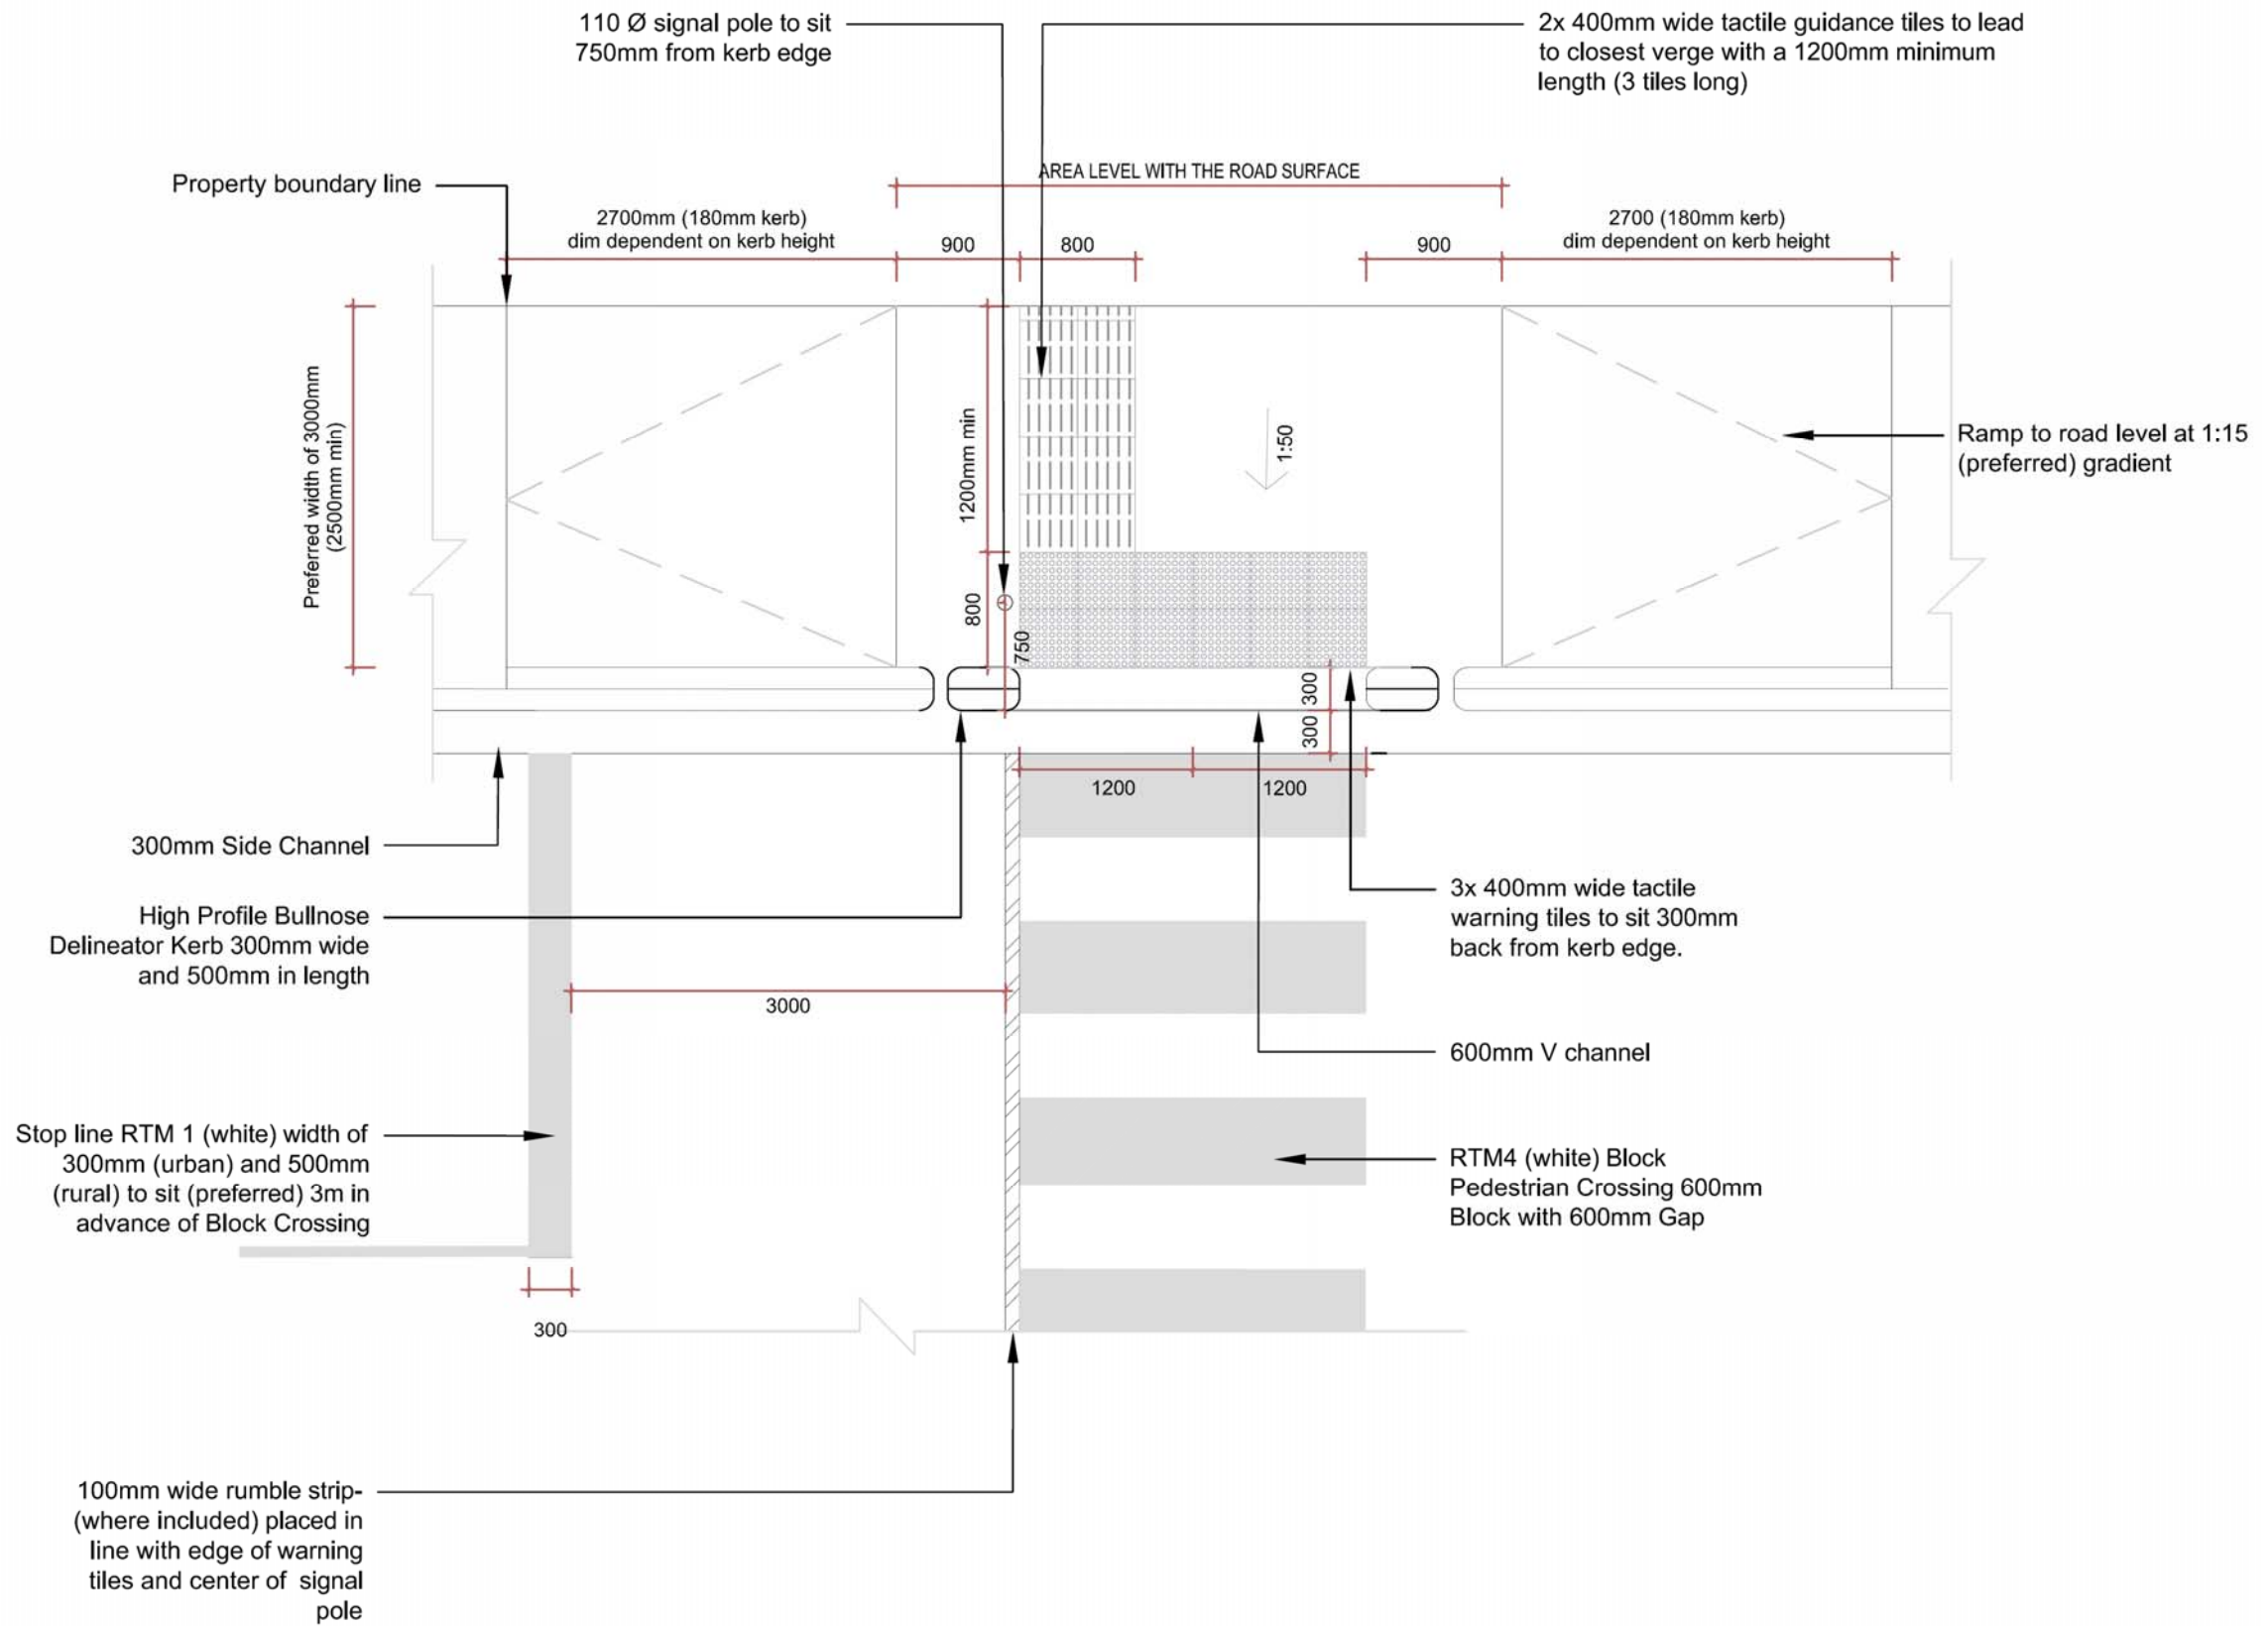 110 Ø signal pole to sit
750mm from kerb edge
2x 400mm wide tactile guidance tiles to lead
to closest verge with a 1200mm minimum
length (3 tiles long)
Property boundary line
AREA LEVEL WITH THE ROAD SURFACE
2700mm (180mm kerb)
dim dependent on kerb height
900
800
900
2700 (180mm kerb)
dim dependent on kerb height
Preferred width of 3000mm
(2500mm min)
1200mm min
1:50
Ramp to road level at 1:15
(preferred) gradient
800
750
300
300
1200
1200
300mm Side Channel
High Profile Bullnose
Delineator Kerb 300mm wide
and 500mm in length
3x 400mm wide tactile
warning tiles to sit 300mm
back from kerb edge.
3000
600mm V channel
Stop line RTM 1 (white) width of
300mm (urban) and 500mm
(rural) to sit (preferred) 3m in
advance of Block Crossing
RTM4 (white) Block
Pedestrian Crossing 600mm
Block with 600mm Gap
300
100mm wide rumble strip-
(where included) placed in
line with edge of warning
tiles and center of signal
pole